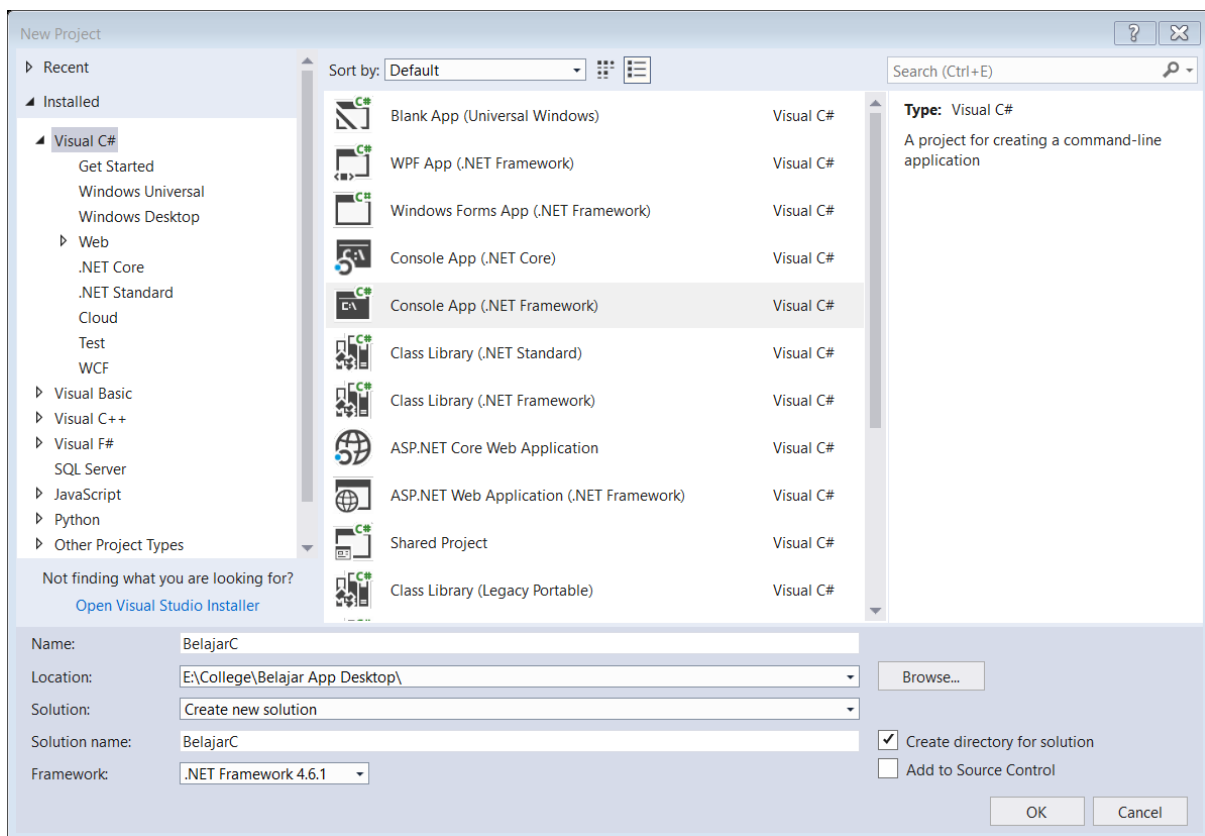 New Project
Recent
Installed
Visual C#
Get Started
Windows Universal
Windows Desktop
Web
.NET Core
.NET Standard
Cloud
Test
WCF
Visual Basic
Visual C++
Visual F#
SQL Server
JavaScript
Python
Other Project Types
Not finding what you are looking for?
Open Visual Studio Installer
Sort by: Default
Search (Ctrl+E)
Blank App (Universal Windows) Visual C#
WPF App (.NET Framework) Visual C#
Windows Forms App (.NET Framework) Visual C#
Console App (.NET Core) Visual C#
Console App (.NET Framework) Visual C#
Class Library (.NET Standard) Visual C#
Class Library (.NET Framework) Visual C#
ASP.NET Core Web Application Visual C#
ASP.NET Web Application (.NET Framework) Visual C#
Shared Project Visual C#
Class Library (Legacy Portable) Visual C#
Type: Visual C#
A project for creating a command-line
application
Name: BelajarC
Location: E:\College\Belajar App Desktop\
Browse...
Solution: Create new solution
Solution name: BelajarC
Create directory for solution
Framework: .NET Framework 4.6.1
Add to Source Control
OK Cancel